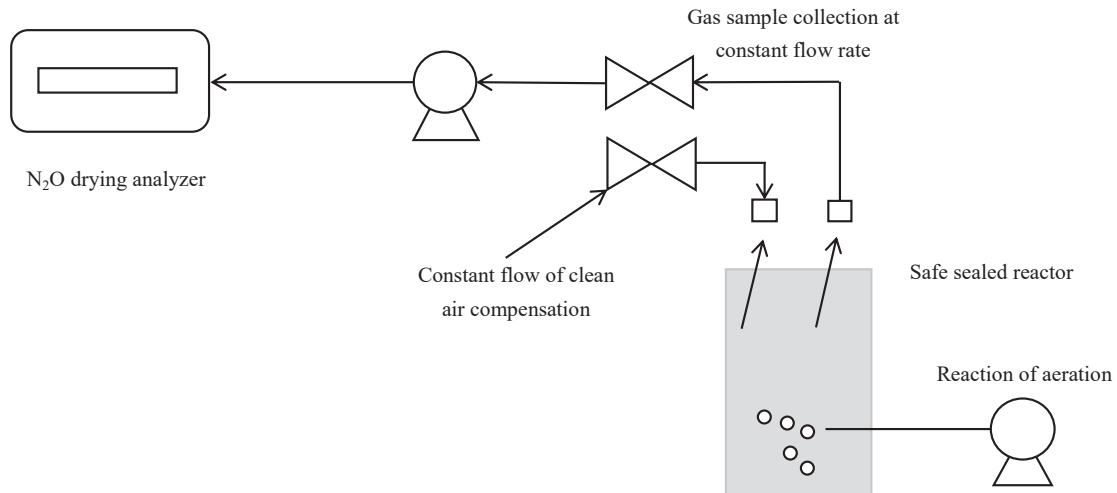 Gas sample collection at
constant flow rate
N₂O drying analyzer
Constant flow of clean
air compensation
Safe sealed reactor
Reaction of aeration